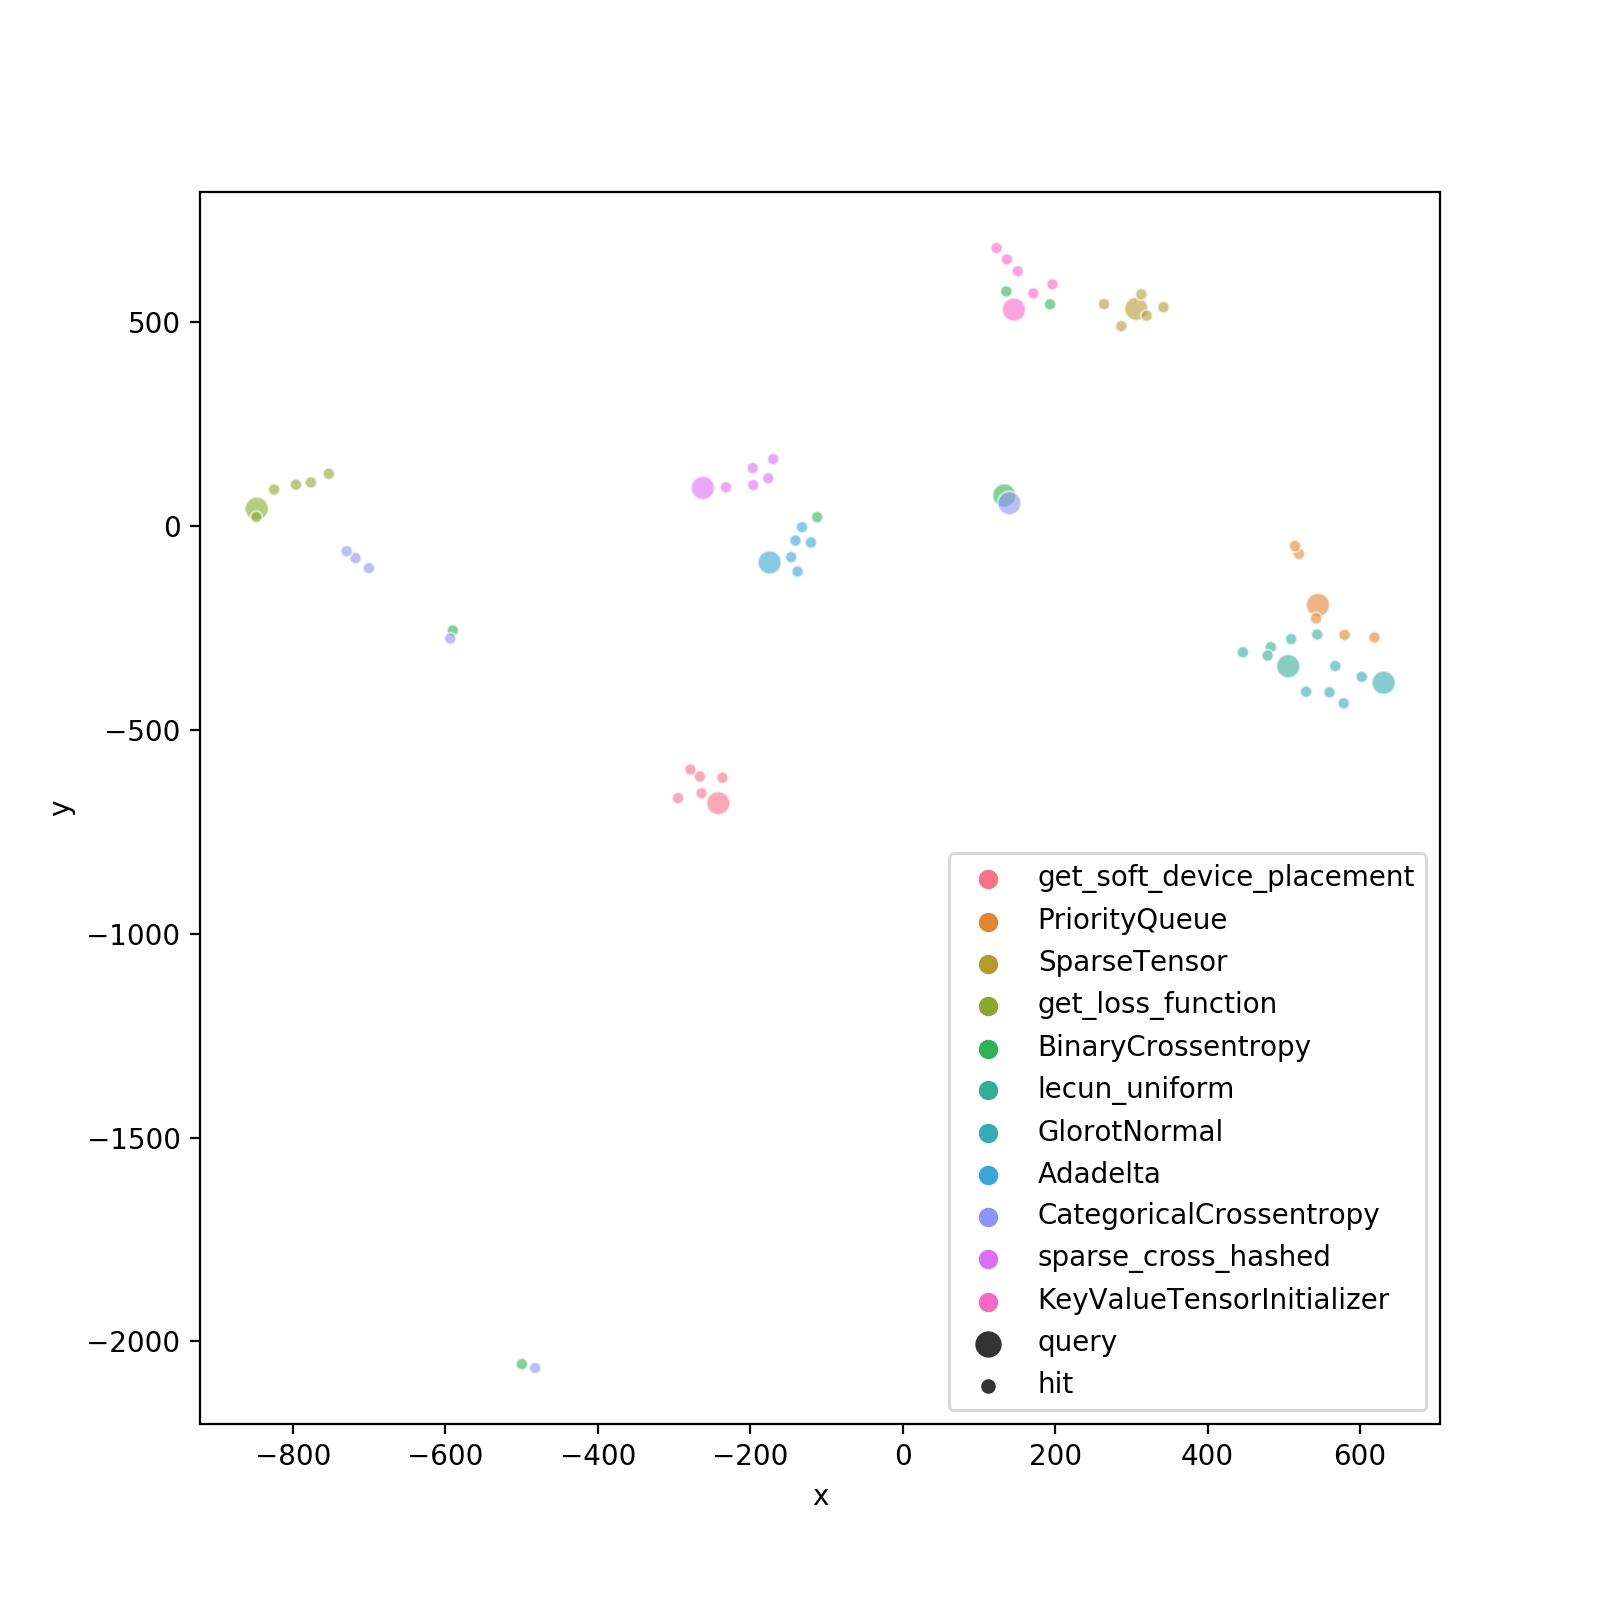 500
0
−500
−1000
−1500
−2000
y
−800 −600 −400 −200 0 200 400 600
x
get_soft_device_placement
PriorityQueue
SparseTensor
get_loss_function
BinaryCrossentropy
lecun_uniform
GlorotNormal
Adadelta
CategoricalCrossentropy
sparse_cross_hashed
KeyValueTensorInitializer
query
hit